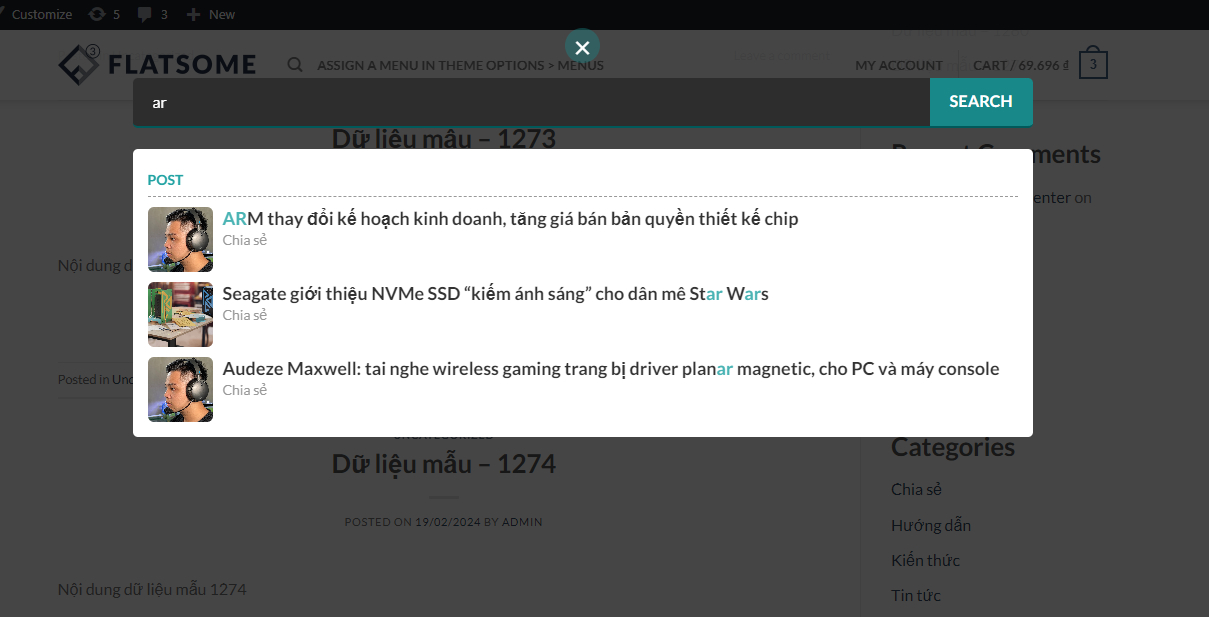 Customize 5 3 New
3 FLATSOME ASSIGN A MENU IN THEME OPTIONS > MENUS MY ACCOUNT CART / 69.696 ₫ 3
ar SEARCH
Dữ liệu mẫu – 1273
POST
ARM thay đổi kế hoạch kinh doanh, tăng giá bán bản quyền thiết kế chip
Chia sẻ
Seagate giới thiệu NVMe SSD “kiếm ánh sáng” cho dân mê Star Wars
Chia sẻ
Audeze Maxwell: tai nghe wireless gaming trang bị driver planar magnetic, cho PC và máy console
Chia sẻ
Nội dung d
Posted in Unc
ments
enter on
UNCATEGORIZED
Dữ liệu mẫu – 1274
POSTED ON 19/02/2024 BY ADMIN
Nội dung dữ liệu mẫu 1274
Categories
Chia sẻ
Hướng dẫn
Kiến thức
Tin tức